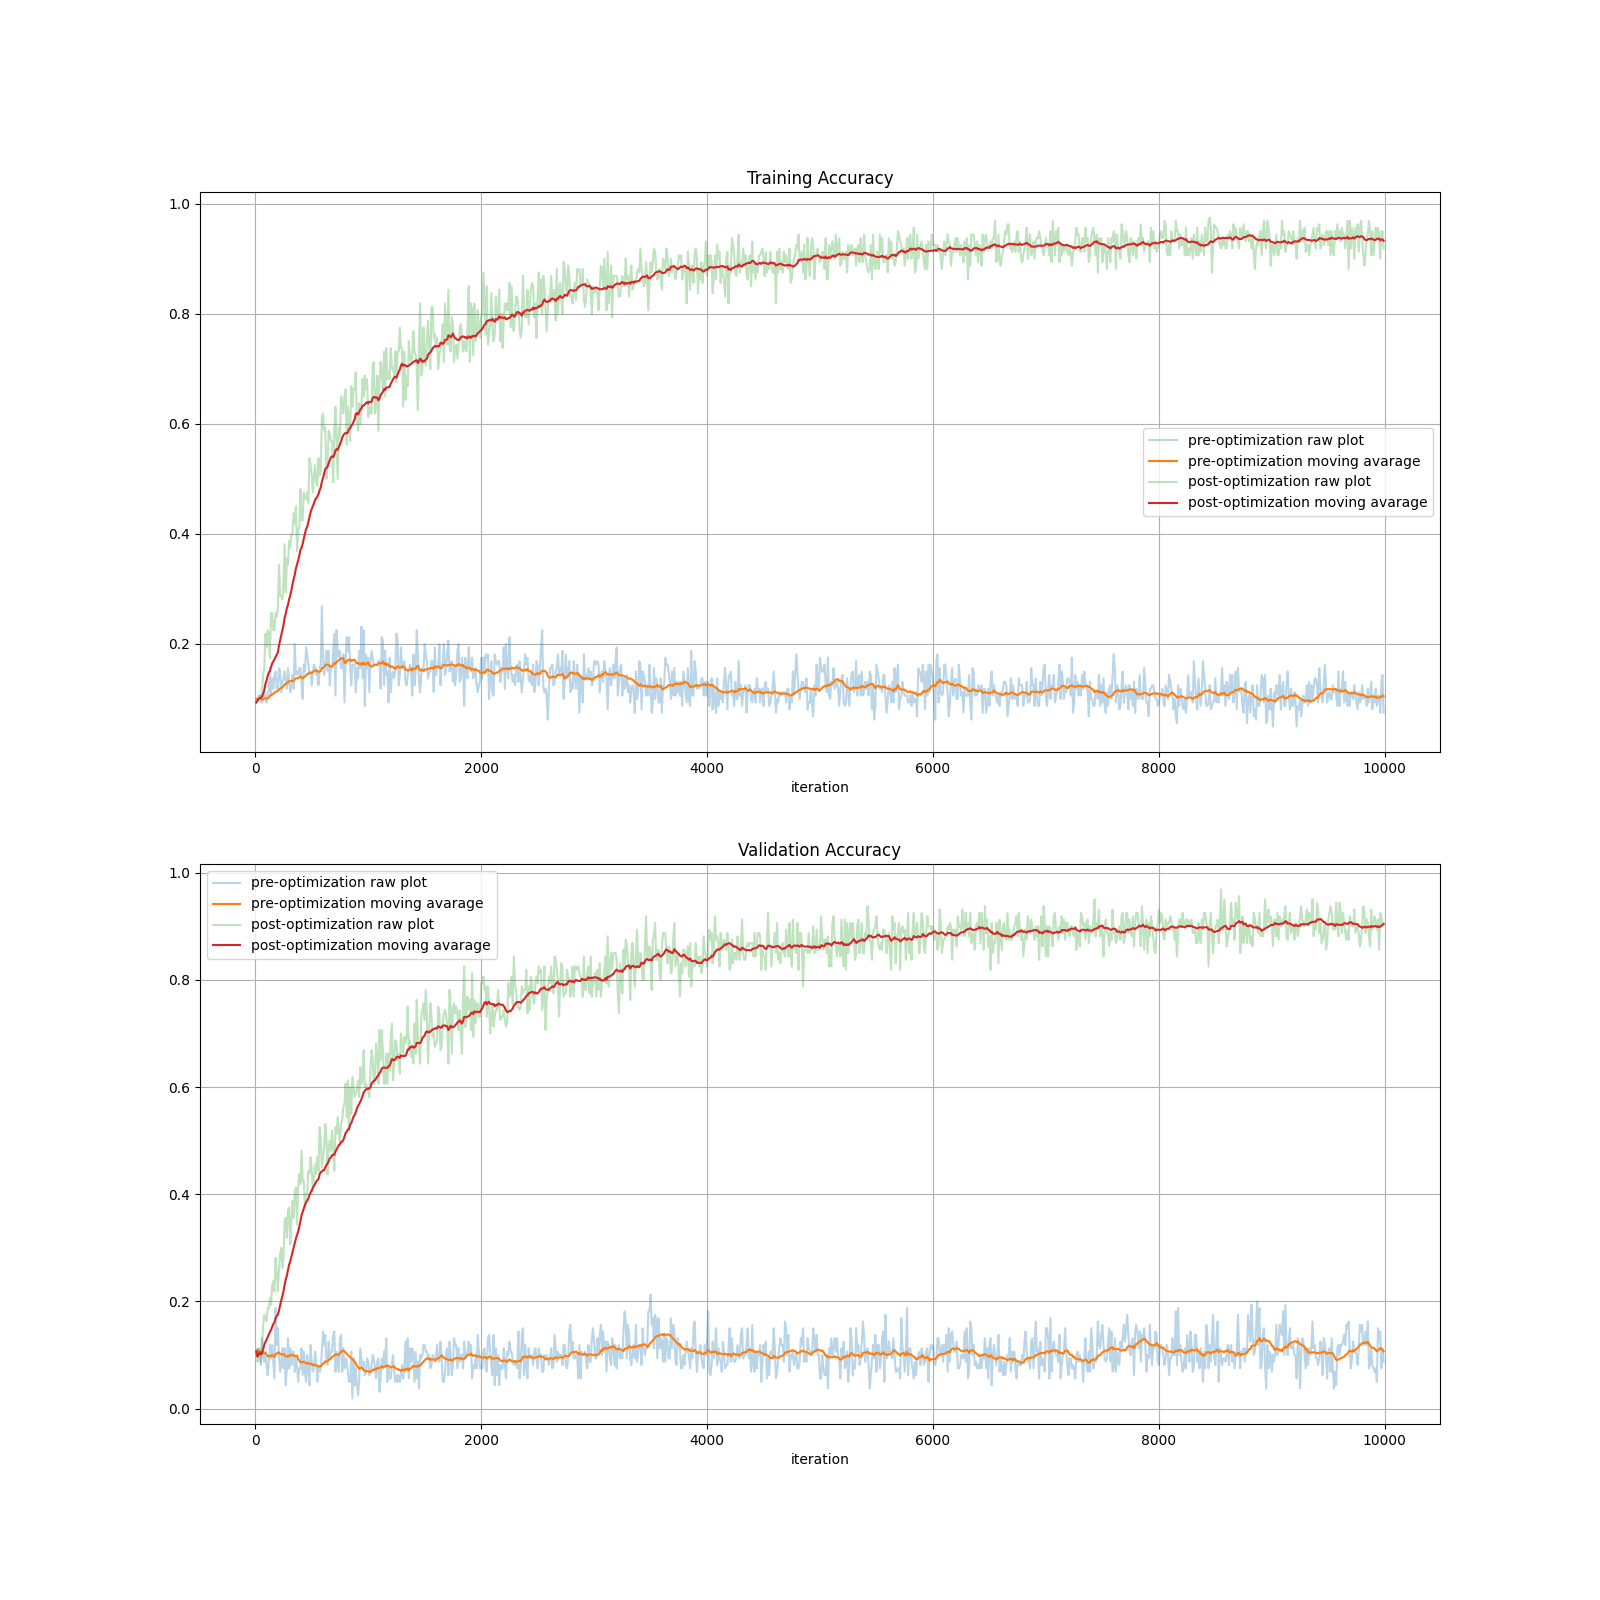 Training Accuracy
1.0
0.8
0.6
0.4
0.2
pre-optimization raw plot
pre-optimization moving avarage
post-optimization raw plot
post-optimization moving avarage
0 2000 4000 6000 8000 10000
iteration
Validation Accuracy
1.0
0.8
0.6
0.4
0.2
0.0
pre-optimization raw plot
pre-optimization moving avarage
post-optimization raw plot
post-optimization moving avarage
0 2000 4000 6000 8000 10000
iteration